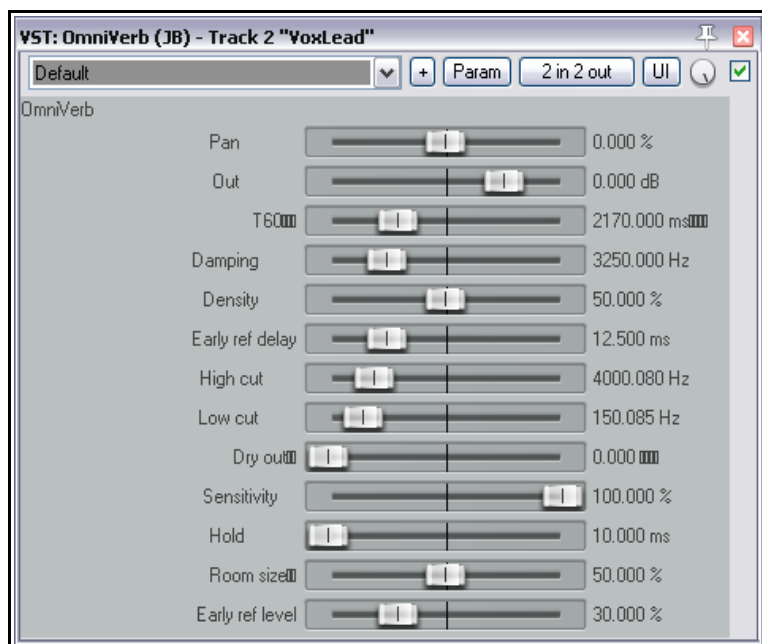 VST: OmniVerb (JB) - Track 2 "VoxLead"
Default + Param 2 in 2 out UI
OmniVerb
Pan 0.000 %
Out 0.000 dB
T60 2170.000 ms
Damping 3250.000 Hz
Density 50.000 %
Early ref delay 12.500 ms
High cut 4000.080 Hz
Low cut 150.085 Hz
Dry out 0.000
Sensitivity 100.000 %
Hold 10.000 ms
Room size 50.000 %
Early ref level 30.000 %